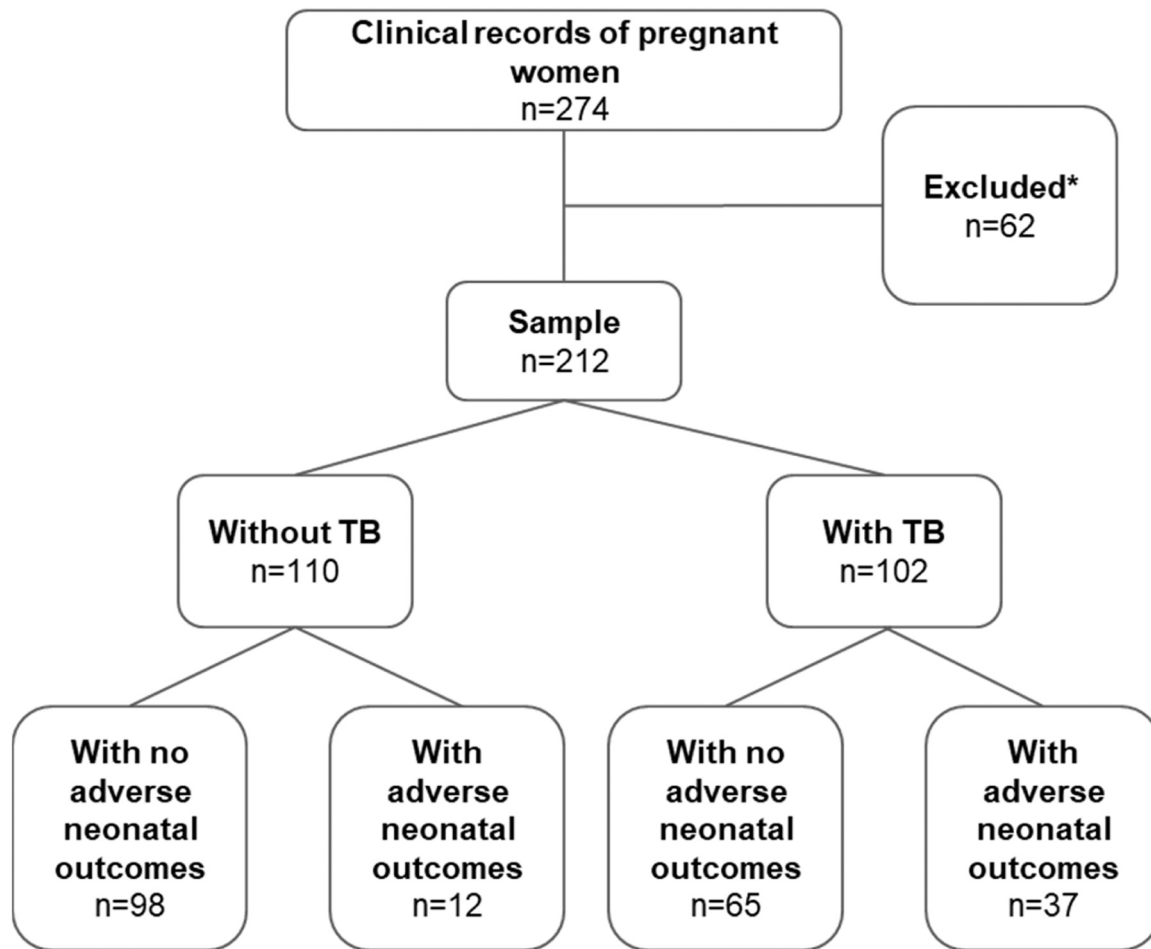 Clinical records of pregnant
women
n=274
Excluded*
n=62
Sample
n=212
Without TB
n=110
With TB
n=102
With no
adverse
neonatal
outcomes
n=98
With
adverse
neonatal
outcomes
n=12
With no
adverse
neonatal
outcomes
n=65
With
adverse
neonatal
outcomes
n=37